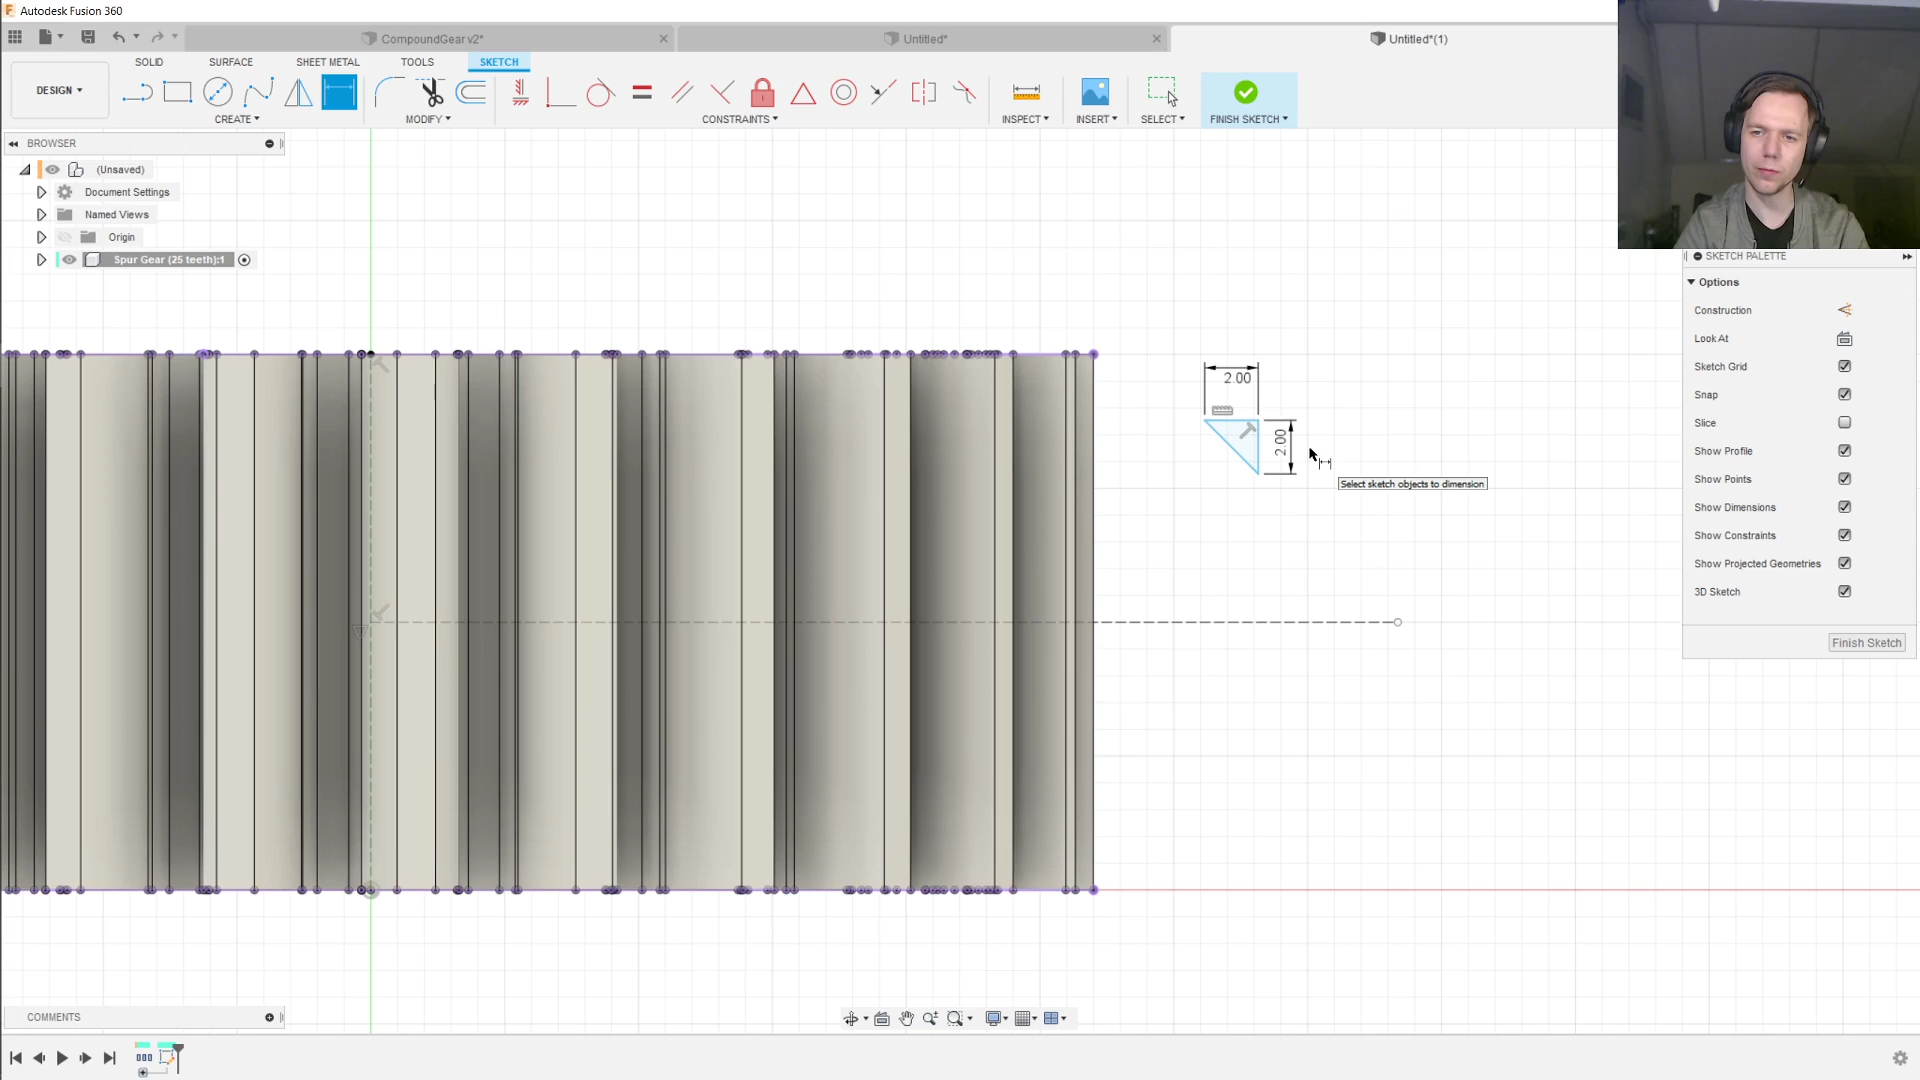 Autodesk Fusion 360
CompoundGear v2*
Untitled*
Untitled*(1)
SOLID
SURFACE
SHEET METAL
TOOLS
SKETCH
DESIGN
CREATE
MODIFY
CONSTRAINTS
INSPECT
INSERT
SELECT
FINISH SKETCH
BROWSER
(Unsaved)
Document Settings
Named Views
Origin
Spur Gear (25 teeth):1
2.00
2.00
Select sketch objects to dimension
SKETCH PALETTE
Options
Construction
Look At
Sketch Grid
Snap
Slice
Show Profile
Show Points
Show Dimensions
Show Constraints
Show Projected Geometries
3D Sketch
Finish Sketch
COMMENTS